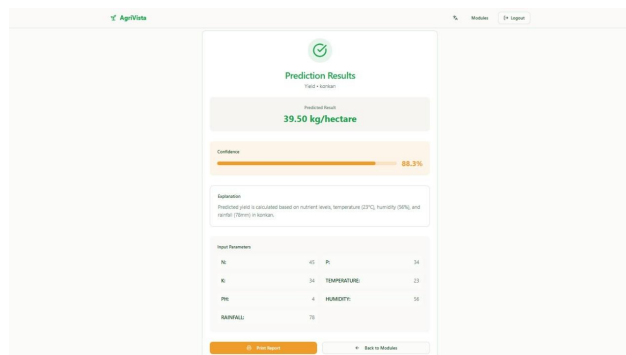 AgriVista
Modules
Logout
Prediction Results
Yield • konkan
Predicted Result
39.50 kg/hectare
Confidence
88.3%
Explanation
Predicted yield is calculated based on nutrient levels, temperature (23°C), humidity (56%), and
rainfall (78mm) in konkan.
Input Parameters
N: 45 P: 34
K: 34 TEMPERATURE: 23
PH: 4 HUMIDITY: 56
RAINFALL: 78
Print Report
Back to Modules